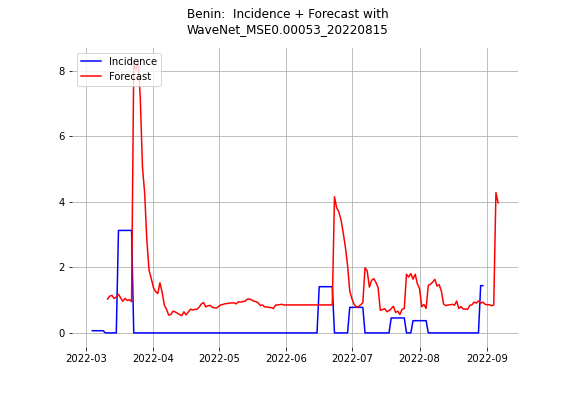 Benin:  Incidence + Forecast with
WaveNet_MSE0.00053_20220815
Incidence
Forecast
8
6
4
2
0
2022-03 2022-04 2022-05 2022-06 2022-07 2022-08 2022-09